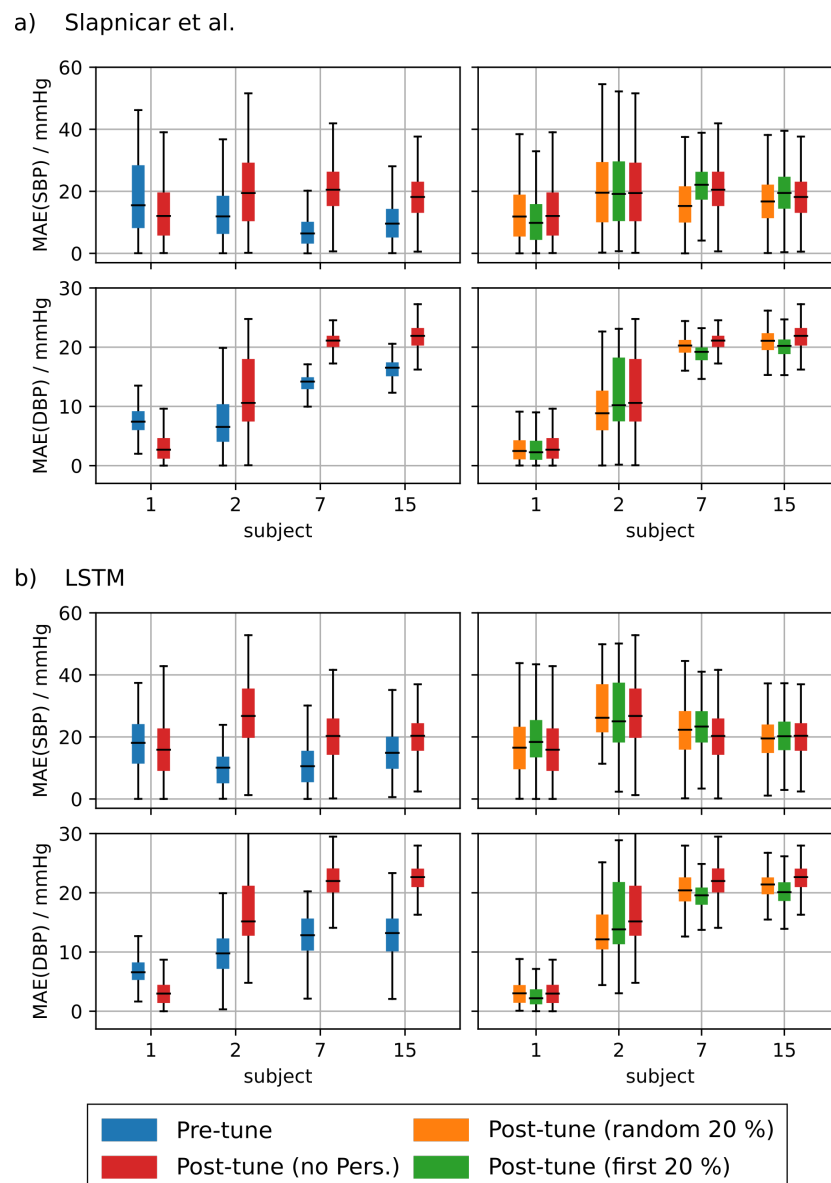 a) Slapnicar et al.
MAE(SBP) / mmHg
60
40
20
0
MAE(DBP) / mmHg
30
20
10
0
1 2 7 15
subject
1 2 7 15
subject
b) LSTM
MAE(SBP) / mmHg
60
40
20
0
MAE(DBP) / mmHg
30
20
10
0
1 2 7 15
subject
1 2 7 15
subject
Pre-tune
Post-tune (no Pers.)
Post-tune (random 20 %)
Post-tune (first 20 %)